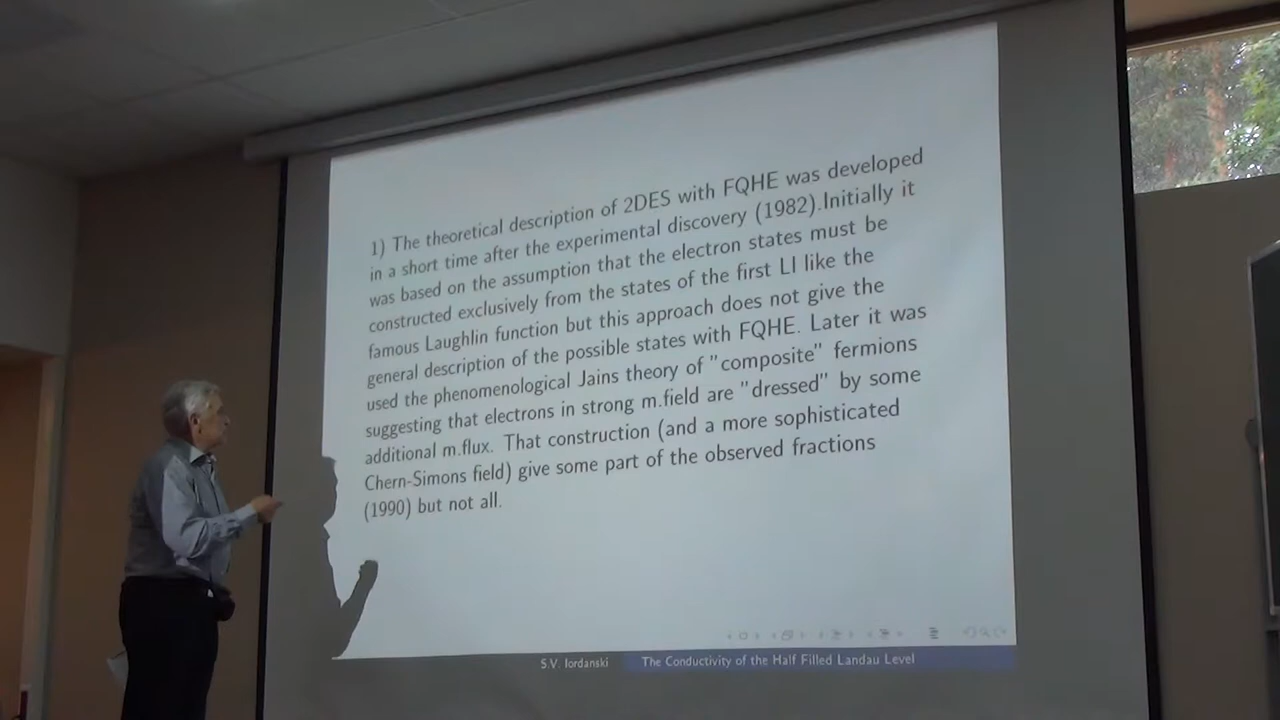 1) The theoretical description of 2DES with FQHE was developed
in a short time after the experimental discovery (1982).Initially it
was based on the assumption that the electron states must be
constructed exclusively from the states of the first LI like the
famous Laughlin function but this approach does not give the
general description of the possible states with FQHE. Later it was
used the phenomenological Jains theory of "composite" fermions
suggesting that electrons in strong m.field are "dressed" by some
additional m.flux. That construction (and a more sophisticated
Chern-Simons field) give some part of the observed fractions
(1990) but not all.
S.V. Iordanski
The Conductivity of the Half Filled Landau Level